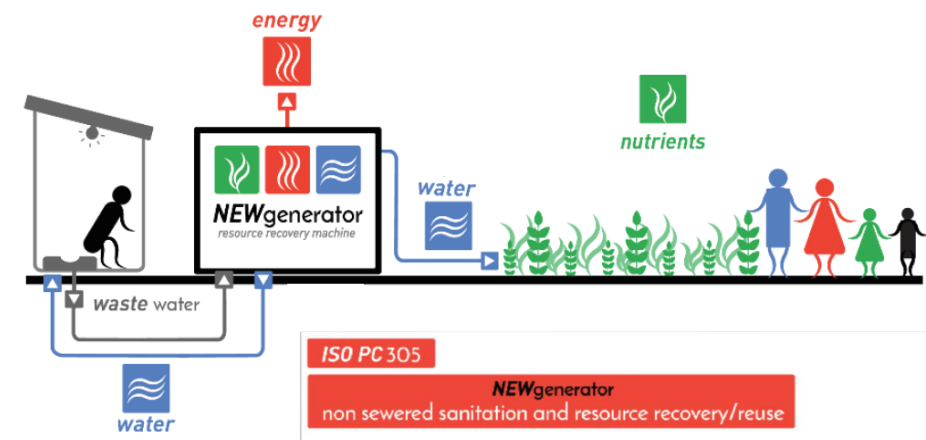 energy
nutrients
water
NEWgenerator
resource recovery machine
waste water
water
ISO PC 305
NEWgenerator
non sewered sanitation and resource recovery/reuse